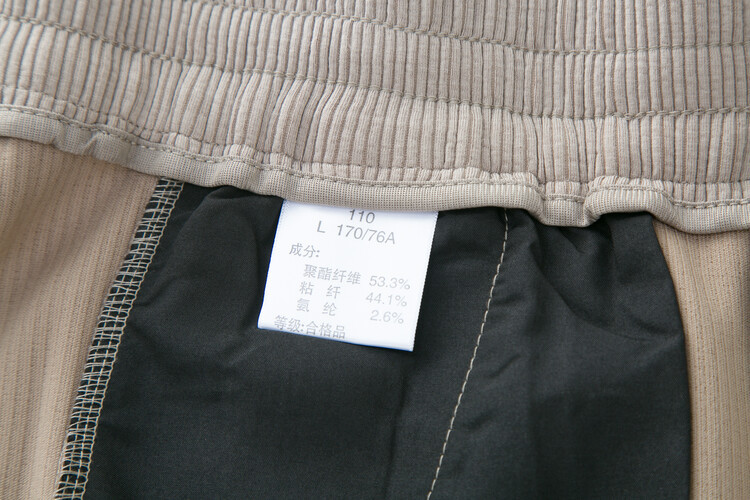 110
L 170/76A
成分:
聚酯纤维 53.3%
粘 纤 44.1%
氨 纶 2.6%
等级:合格品